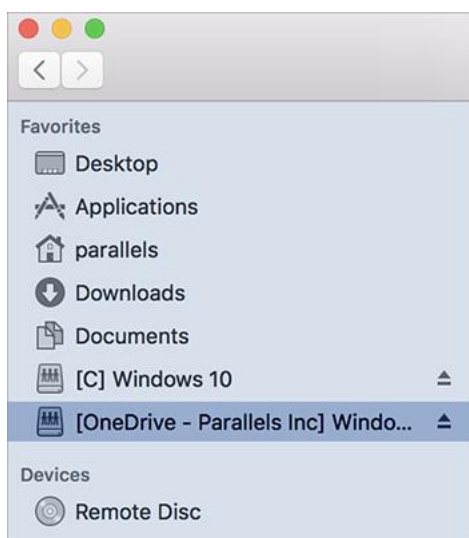 Favorites
Desktop
Applications
parallels
Downloads
Documents
[C] Windows 10
[OneDrive - Parallels Inc] Windo...
Devices
Remote Disc